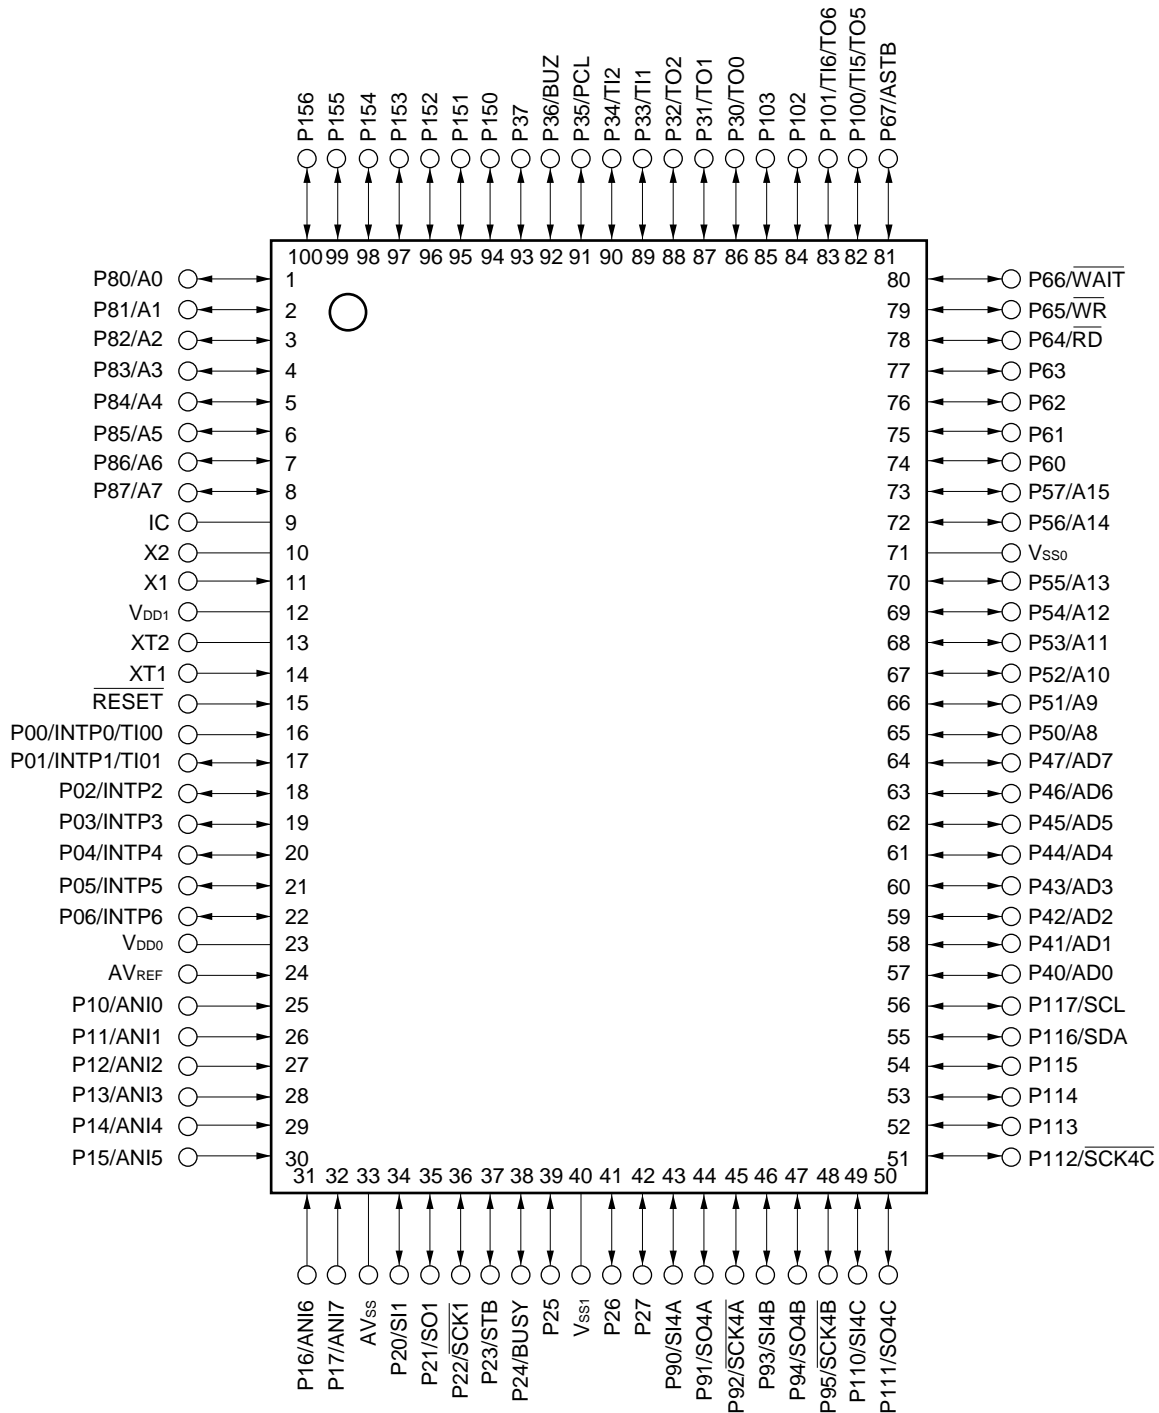 P156
P155
P154
P153
P152
P151
P150
P37
P36/BUZ
P35/PCL
P34/TI2
P33/TI1
P32/TO2
P31/TO1
P30/TO0
P103
P102
P101/TI6/TO6
P100/TI5/TO5
P67/ASTB
100 99 98 97 96 95 94 93 92 91 90 89 88 87 86 85 84 83 82 81
P80/A0 1 80 P66/WAIT
P81/A1 2 79 P65/WR
P82/A2 3 78 P64/RD
P83/A3 4 77 P63
P84/A4 5 76 P62
P85/A5 6 75 P61
P86/A6 7 74 P60
P87/A7 8 73 P57/A15
IC 9 72 P56/A14
X2 10 71 VSS0
X1 11 70 P55/A13
VDD1 12 69 P54/A12
XT2 13 68 P53/A11
XT1 14 67 P52/A10
RESET 15 66 P51/A9
P00/INTP0/TI00 16 65 P50/A8
P01/INTP1/TI01 17 64 P47/AD7
P02/INTP2 18 63 P46/AD6
P03/INTP3 19 62 P45/AD5
P04/INTP4 20 61 P44/AD4
P05/INTP5 21 60 P43/AD3
P06/INTP6 22 59 P42/AD2
VDD0 23 58 P41/AD1
AVREF 24 57 P40/AD0
P10/ANI0 25 56 P117/SCL
P11/ANI1 26 55 P116/SDA
P12/ANI2 27 54 P115
P13/ANI3 28 53 P114
P14/ANI4 29 52 P113
P15/ANI5 30 51 P112/SCK4C
31 32 33 34 35 36 37 38 39 40 41 42 43 44 45 46 47 48 49 50
P16/ANI6
P17/ANI7
AVSS
P20/SI1
P21/SO1
P22/SCK1
P23/STB
P24/BUSY
P25
VSS1
P26
P27
P90/SI4A
P91/SO4A
P92/SCK4A
P93/SI4B
P94/SO4B
P95/SCK4B
P110/SI4C
P111/SO4C